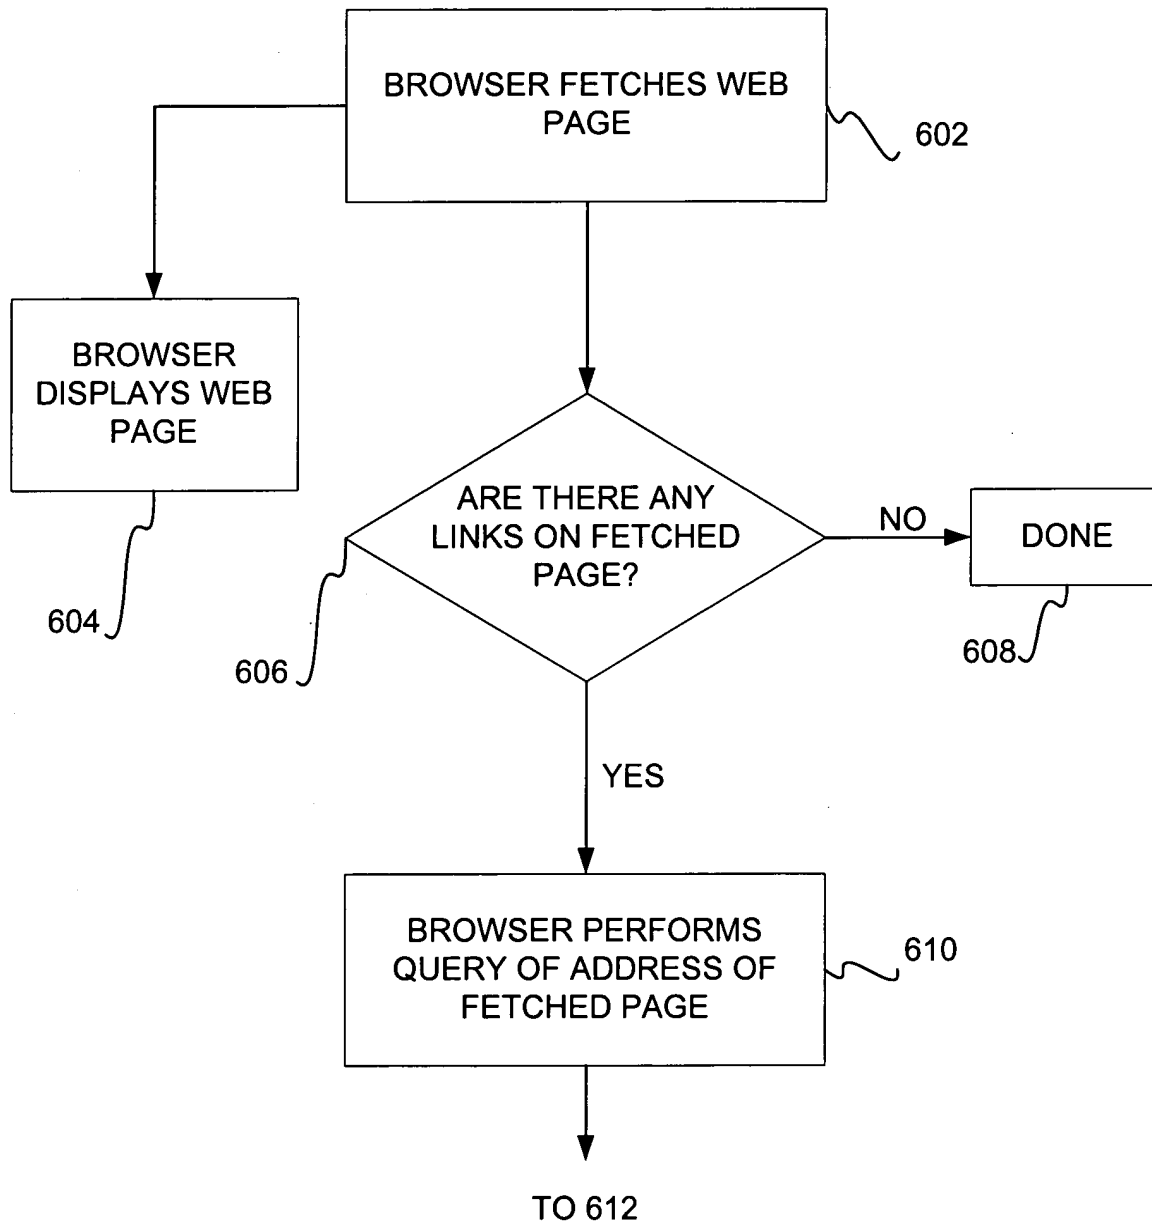 BROWSER FETCHES WEB
PAGE
602
BROWSER
DISPLAYS WEB
PAGE
604
ARE THERE ANY
LINKS ON FETCHED
PAGE?
606
NO
DONE
608
YES
BROWSER PERFORMS
QUERY OF ADDRESS OF
FETCHED PAGE
610
TO 612